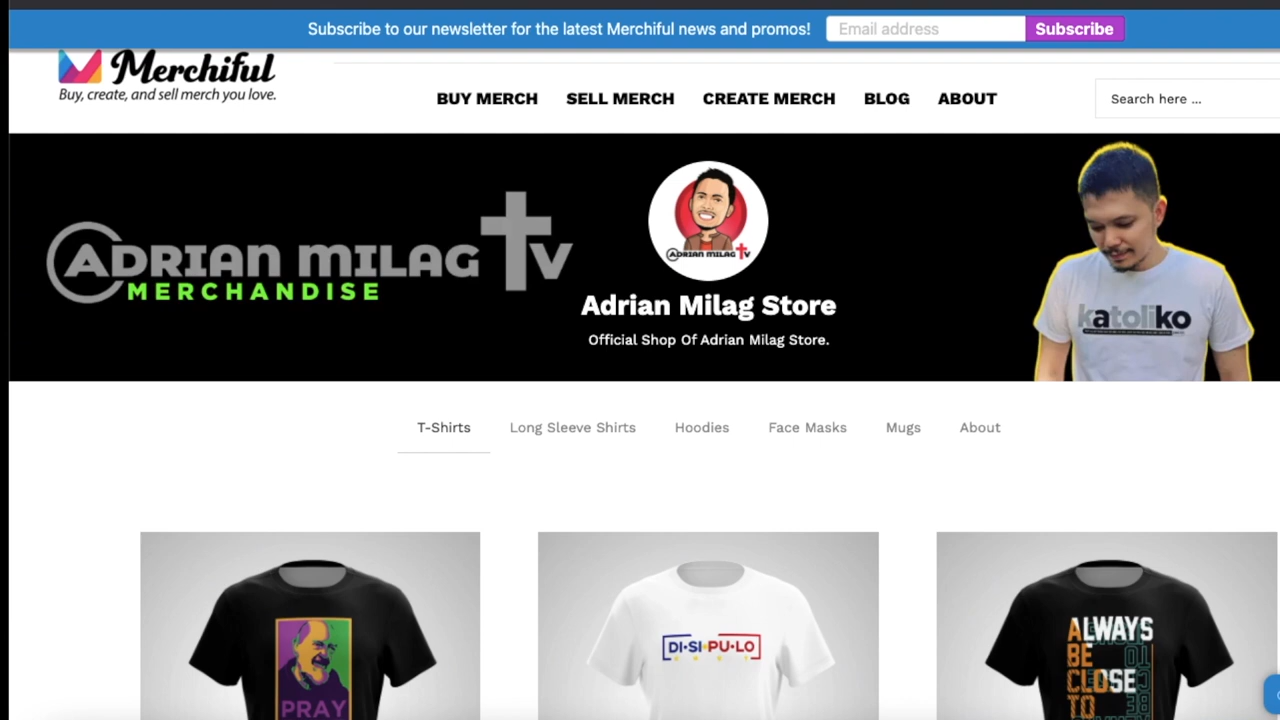 Subscribe to our newsletter for the latest Merchiful news and promos!
Email address
Subscribe
Merchiful
Buy, create, and sell merch you love.
BUY MERCH
SELL MERCH
CREATE MERCH
BLOG
ABOUT
Search here ...
ADRIAN MILAG TV
MERCHANDISE
ADRIAN MILAG TV
Adrian Milag Store
Official Shop Of Adrian Milag Store.
katoliko
T-Shirts
Long Sleeve Shirts
Hoodies
Face Masks
Mugs
About
PRAY
DI·SI·PU·LO
ALWAYS
BE
CLOSE
TO